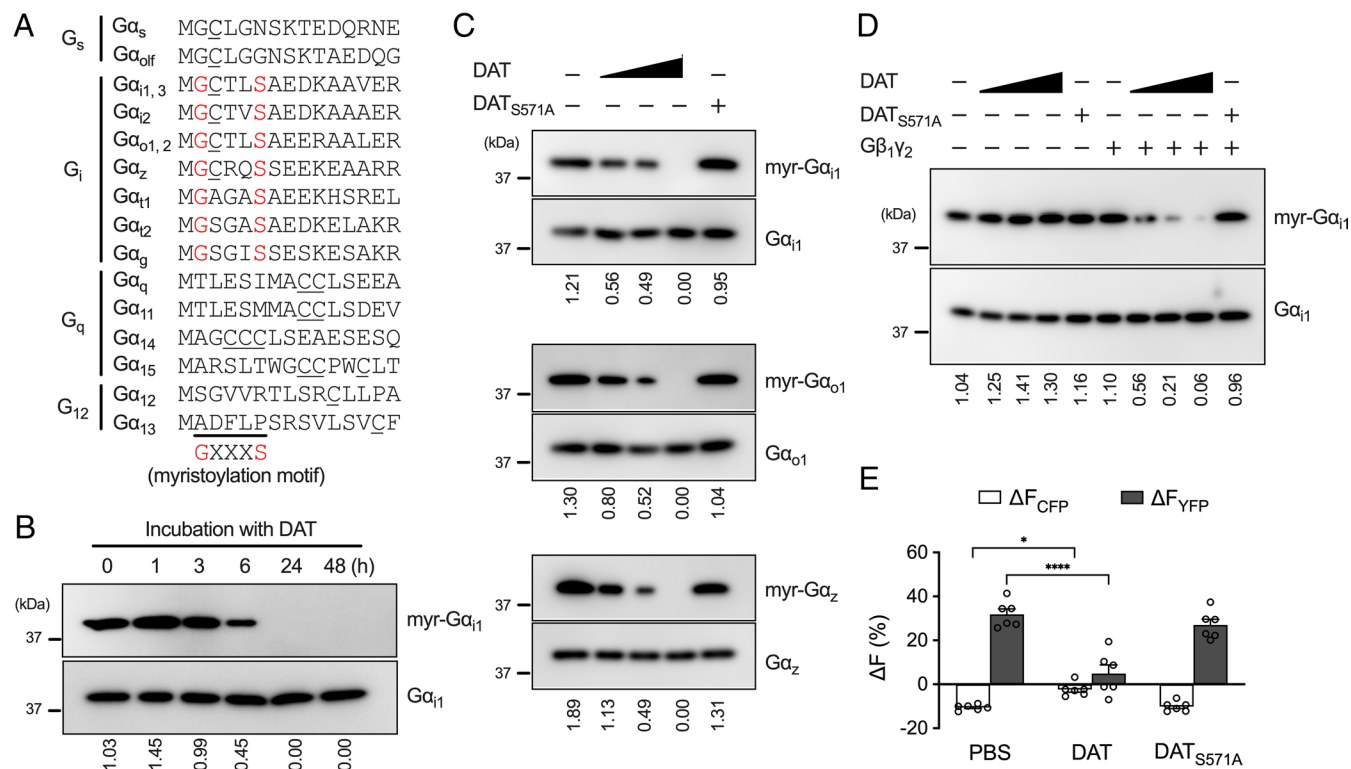 A
Gs
Gαs MGCLGNSKTEDQRNE
Gαolf MGCLGGNSKTAEDQG
Gi
Gαi1, 3 MGCTLSAEDKAAVER
Gαi2 MGCTVSAEDKAAAER
Gαo1, 2 MGCTLSAEERAALER
Gαz MGCRQSSEEKEAARR
Gαt1 MGAGASAEEKHSREL
Gαt2 MGSGASAEDKELAKR
Gαg MGSGISSESKESAKR
Gq
Gαq MTLESIMACCLSEEA
Gα11 MTLESMMACCLSDEV
Gα14 MAGCCCLSEAESESQ
Gα15 MARSLTWGCCPWCLT
G12
Gα12 MSGVVRTLSRCLLPA
Gα13 MADFLPSRSVLSVCF
GXXXS
(myristoylation motif)
B
Incubation with DAT
0 1 3 6 24 48 (h)
(kDa)
37 myr-Gαi1
37 Gαi1
1.03 1.45 0.99 0.45 0.00 0.00
C
DAT – –
DATS571A – – – – +
(kDa)
37 myr-Gαi1
37 Gαi1
1.21 0.56 0.49 0.00 0.95
37 myr-Gαo1
37 Gαo1
1.30 0.80 0.52 0.00 1.04
37 myr-Gαz
37 Gαz
1.89 1.13 0.49 0.00 1.31
D
DAT – – – –
DATS571A – – – – + – – – – +
Gβ1γ2 – – – – – + + + + +
(kDa)
37 myr-Gαi1
37 Gαi1
1.04 1.25 1.41 1.30 1.16 1.10 0.56 0.21 0.06 0.96
E
ΔFCFP ΔFYFP
ΔF (%)
60
40
20
0
-20
*
****
PBS DAT DATS571A